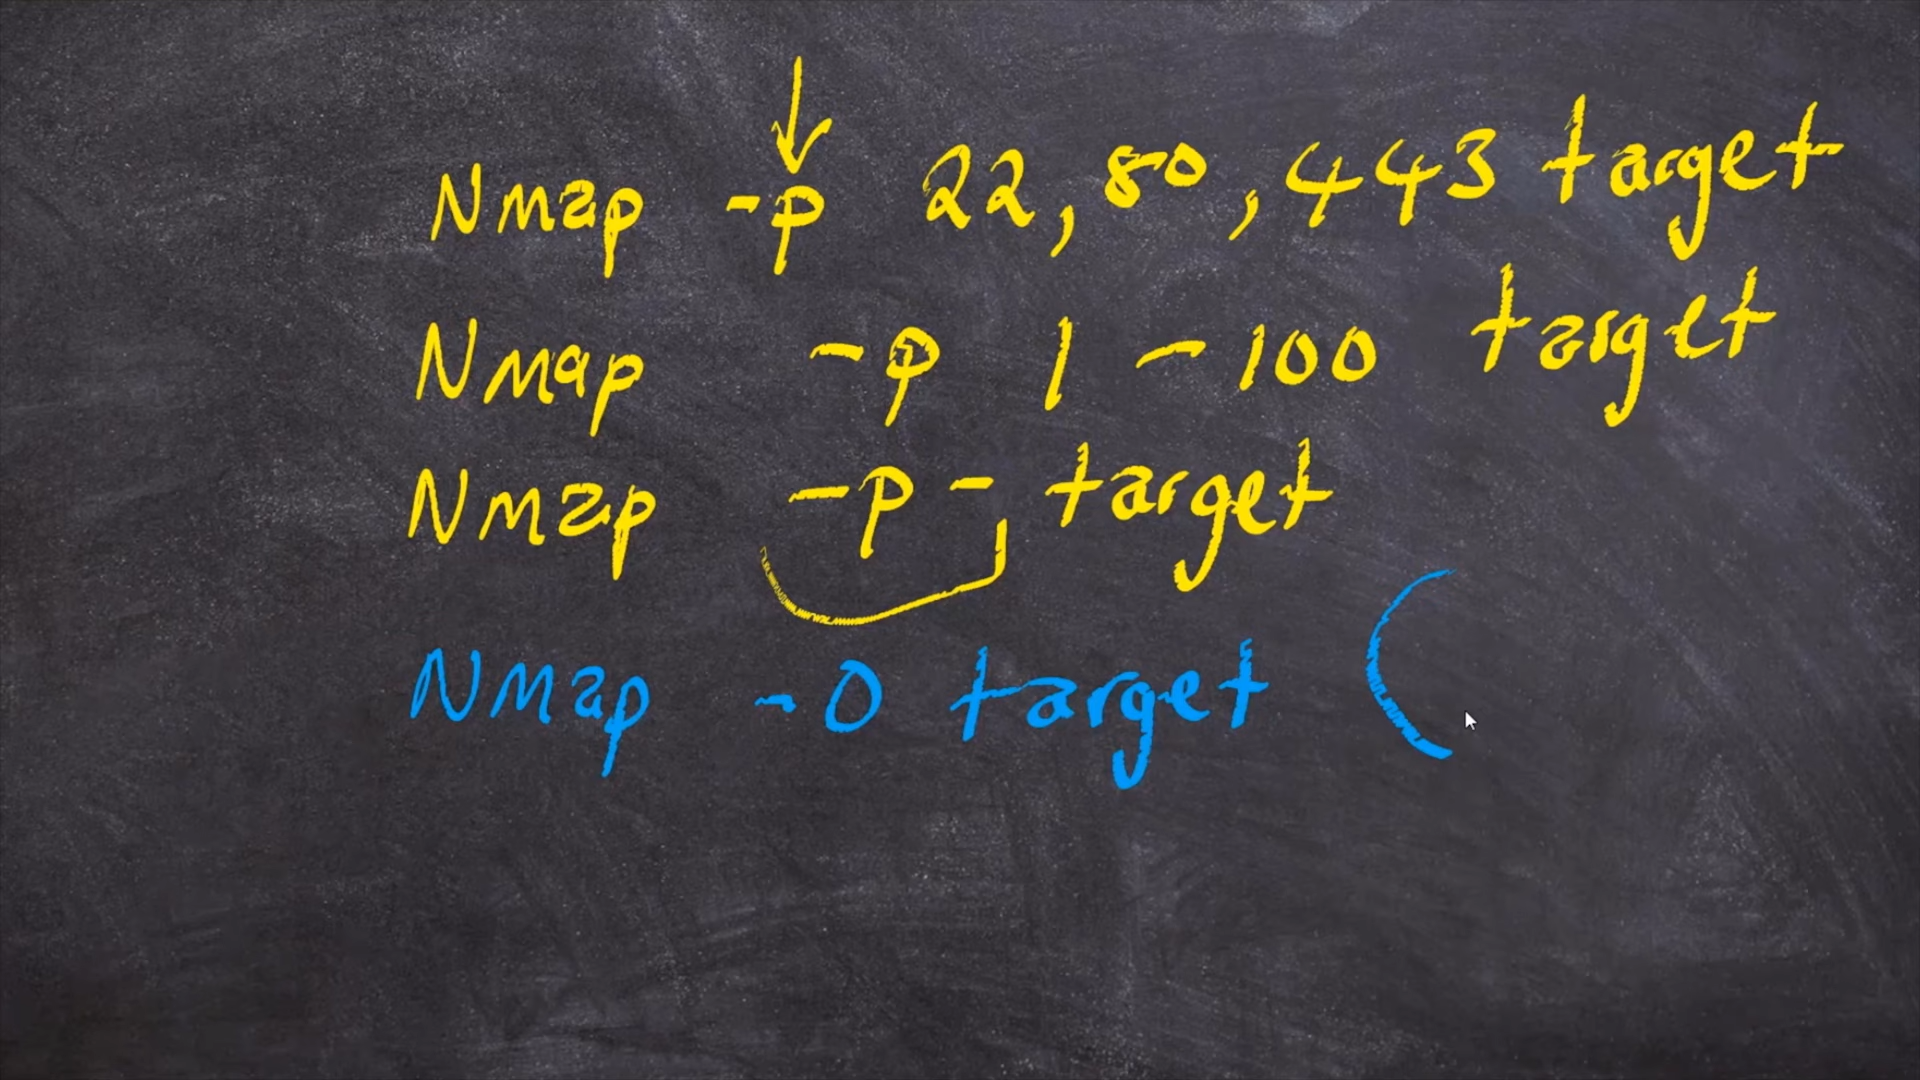 Nmap -p 22, 80, 443 target
Nmap -p 1 - 100 target
Nmap -p - target
Nmap -O target (